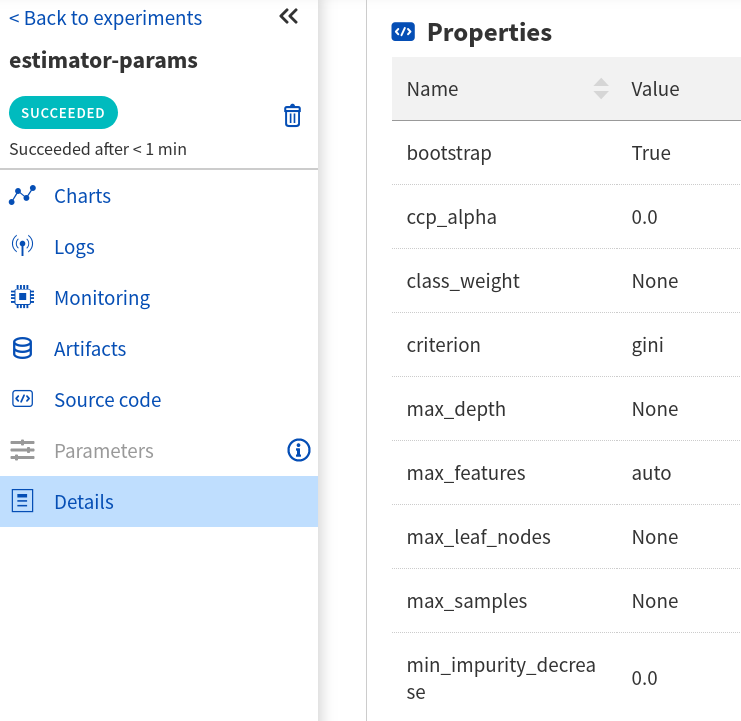 < Back to experiments
estimator-params
SUCCEEDED
Succeeded after < 1 min
Charts
Logs
Monitoring
Artifacts
Source code
Parameters
Details
Properties
Name Value
bootstrap True
ccp_alpha 0.0
class_weight None
criterion gini
max_depth None
max_features auto
max_leaf_nodes None
max_samples None
min_impurity_decrea
se 0.0